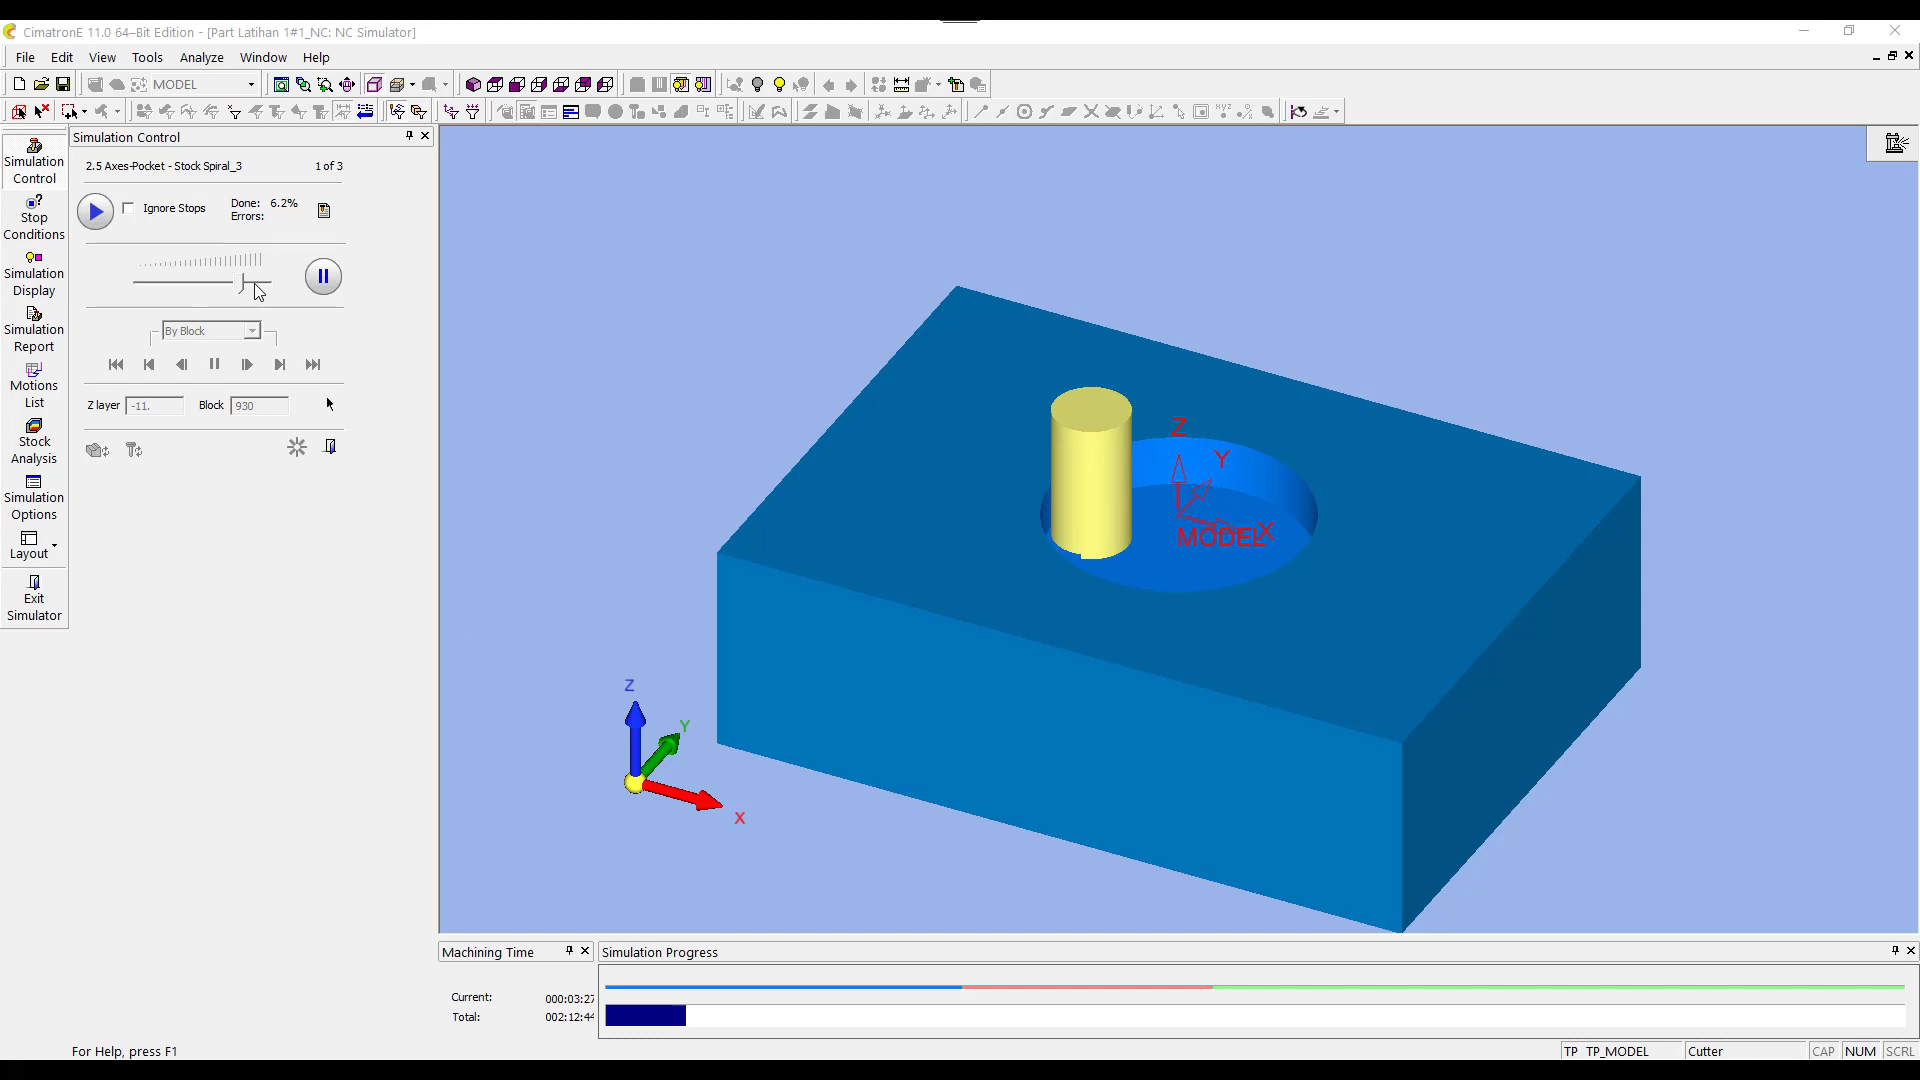 CimatronE 11.0 64–Bit Edition - [Part Latihan 1#1_NC: NC Simulator]
File Edit View Tools Analyze Window Help
MODEL
Simulation Control
2.5 Axes-Pocket - Stock Spiral_3 1 of 3
Ignore Stops
Done: 6.2%
Errors:
By Block
Z layer -11. Block 930
Simulation
Control
Stop
Conditions
Simulation
Display
Simulation
Report
Motions
List
Stock
Analysis
Simulation
Options
Layout
Exit
Simulator
Z
Y
X
MODEL
Z
Y
X
Machining Time
Current: 000:03:27
Total: 002:12:44
Simulation Progress
For Help, press F1
TP TP_MODEL Cutter CAP NUM SCRL